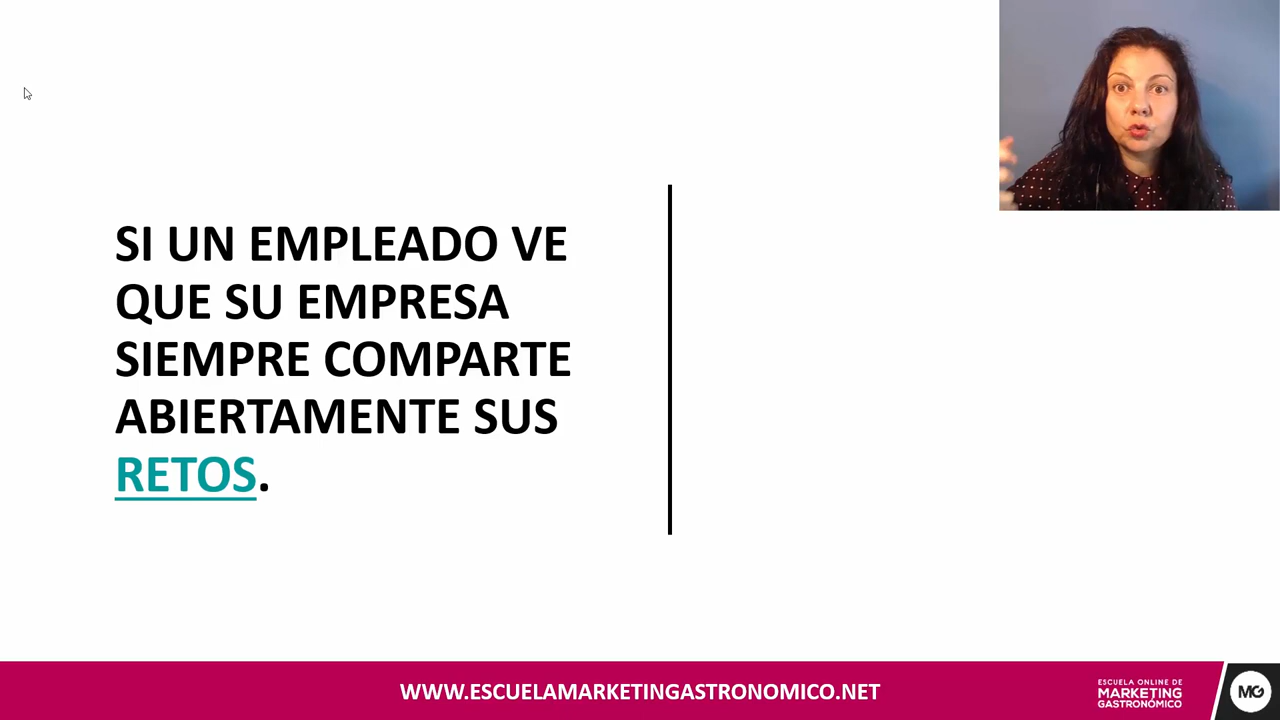 SI UN EMPLEADO VE
QUE SU EMPRESA
SIEMPRE COMPARTE
ABIERTAMENTE SUS
RETOS.
WWW.ESCUELAMARKETINGASTRONOMICO.NET
ESCUELA ONLINE DE
MARKETING
GASTRONÓMICO
MG